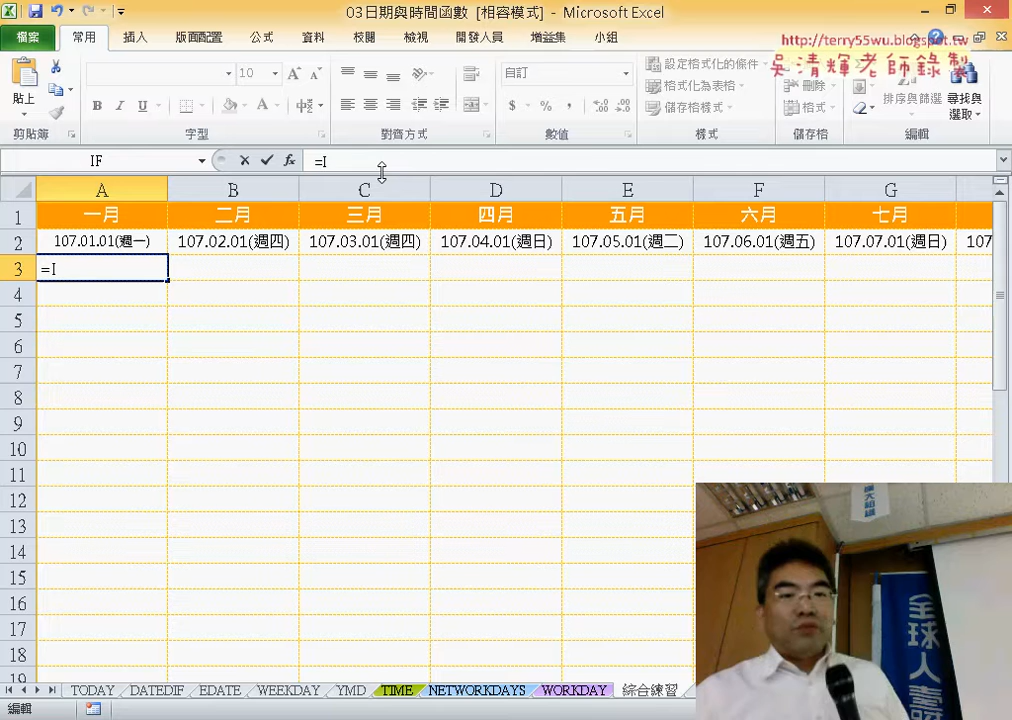 03日期與時間函數 [相容模式] - Microsoft Excel
檔案 常用 插入 版面配置 公式 資料 校閱 檢視 開發人員 增益集 小組
http://terry55wu.blogspot.tw
吳清輝老師錄製
貼上
10
自訂
設定格式化的條件
格式化為表格
儲存格樣式
刪除
格式
排序與篩選
尋找與選取
剪貼簿 字型 對齊方式 數值 樣式 儲存格 編輯
IF =I
A B C D E F G
1 一月 二月 三月 四月 五月 六月 七月
2 107.01.01(週一) 107.02.01(週四) 107.03.01(週四) 107.04.01(週日) 107.05.01(週二) 107.06.01(週五) 107.07.01(週日) 107
3 =I
4
5
6
7
8
9
10
11
12
13
14
15
16
17
18
19
全球人壽
TODAY DATEDIF EDATE WEEKDAY YMD TIME NETWORKDAYS WORKDAY 綜合練習
編輯